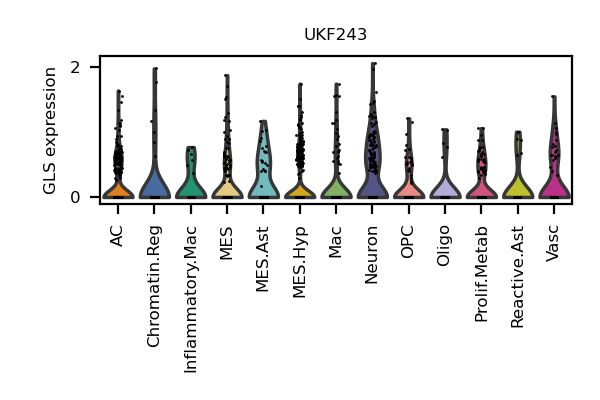 UKF243
GLS expression
2
0
AC
Chromatin.Reg
Inflammatory.Mac
MES
MES.Ast
MES.Hyp
Mac
Neuron
OPC
Oligo
Prolif.Metab
Reactive.Ast
Vasc